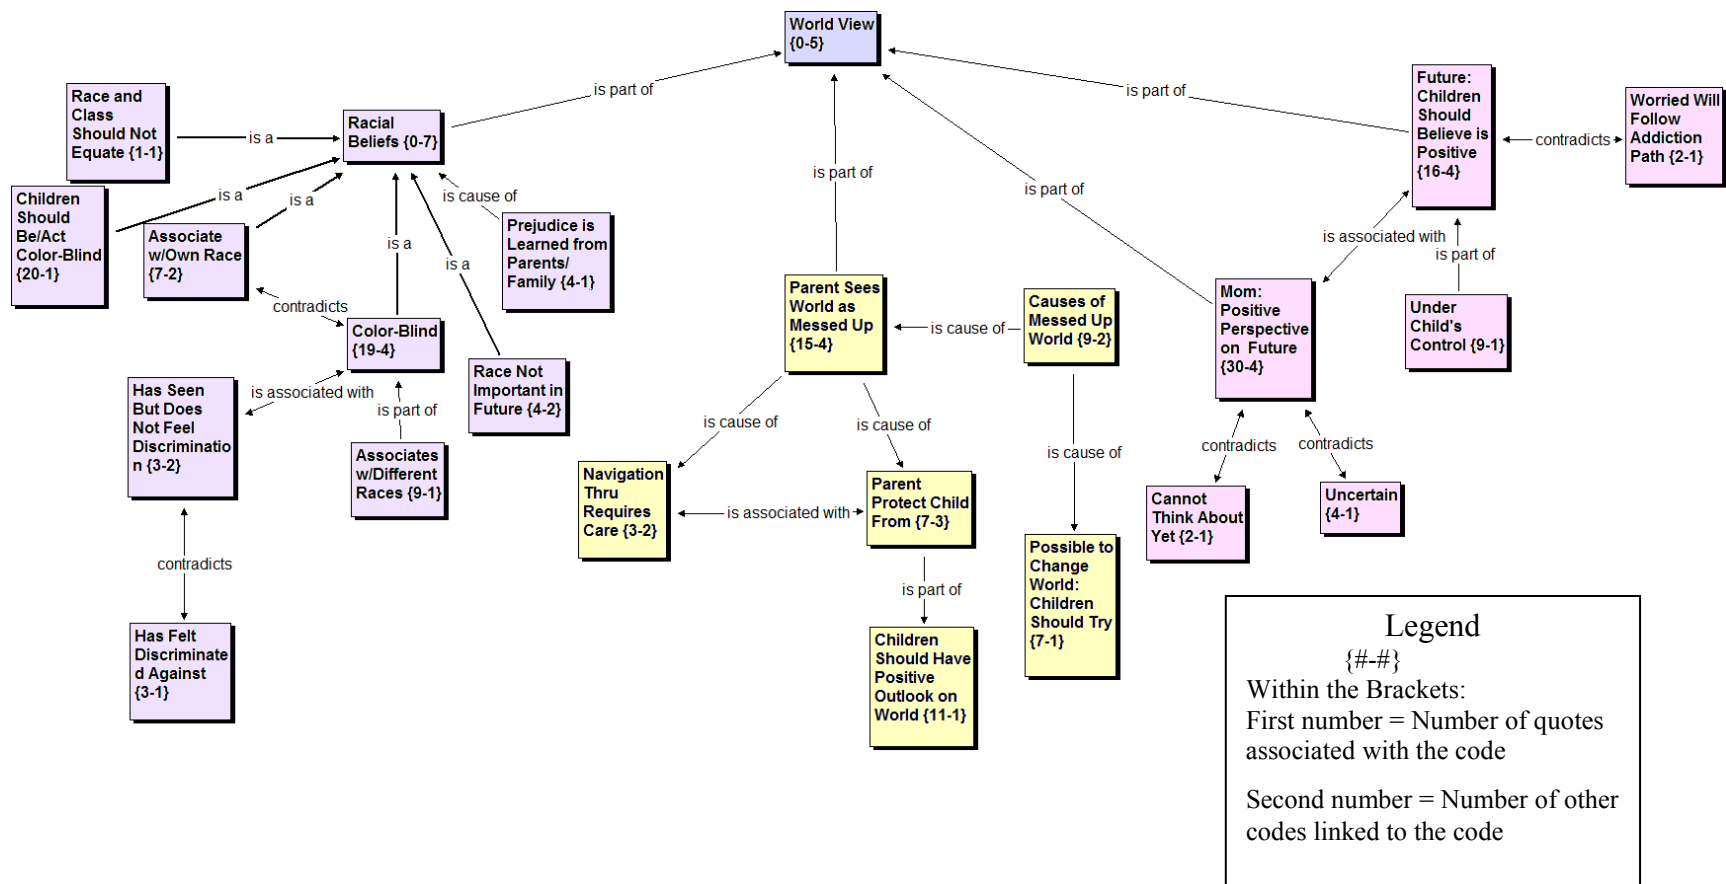 World View
{0-5}
is part of
is part of
is part of
is part of
Race and
Class
Should Not
Equate {1-1}
is a
Racial
Beliefs {0-7}
Future:
Children
Should
Believe is
Positive
{16-4}
contradicts
Worried Will
Follow
Addiction
Path {2-1}
Children
Should
Be/Act
Color-Blind
{20-1}
is a
Associate
w/Own Race
{7-2}
is a
is cause of
Prejudice is
Learned from
Parents/
Family {4-1}
is a
is a
contradicts
Color-Blind
{19-4}
is associated with
is part of
Parent Sees
World as
Messed Up
{15-4}
is cause of
Causes of
Messed Up
World {9-2}
Mom:
Positive
Perspective
on Future
{30-4}
Under
Child's
Control {9-1}
Has Seen
But Does
Not Feel
Discriminatio
n {3-2}
is associated with
is part of
Race Not
Important in
Future {4-2}
Associates
w/Different
Races {9-1}
is cause of
is cause of
is cause of
contradicts
contradicts
Navigation
Thru
Requires
Care {3-2}
is associated with
Parent
Protect Child
From {7-3}
Cannot
Think About
Yet {2-1}
Uncertain
{4-1}
contradicts
is part of
Possible to
Change
World:
Children
Should Try
{7-1}
Has Felt
Discriminate
d Against
{3-1}
Children
Should Have
Positive
Outlook on
World {11-1}
Legend
{#-#}
Within the Brackets:
First number = Number of quotes
associated with the code
Second number = Number of other
codes linked to the code